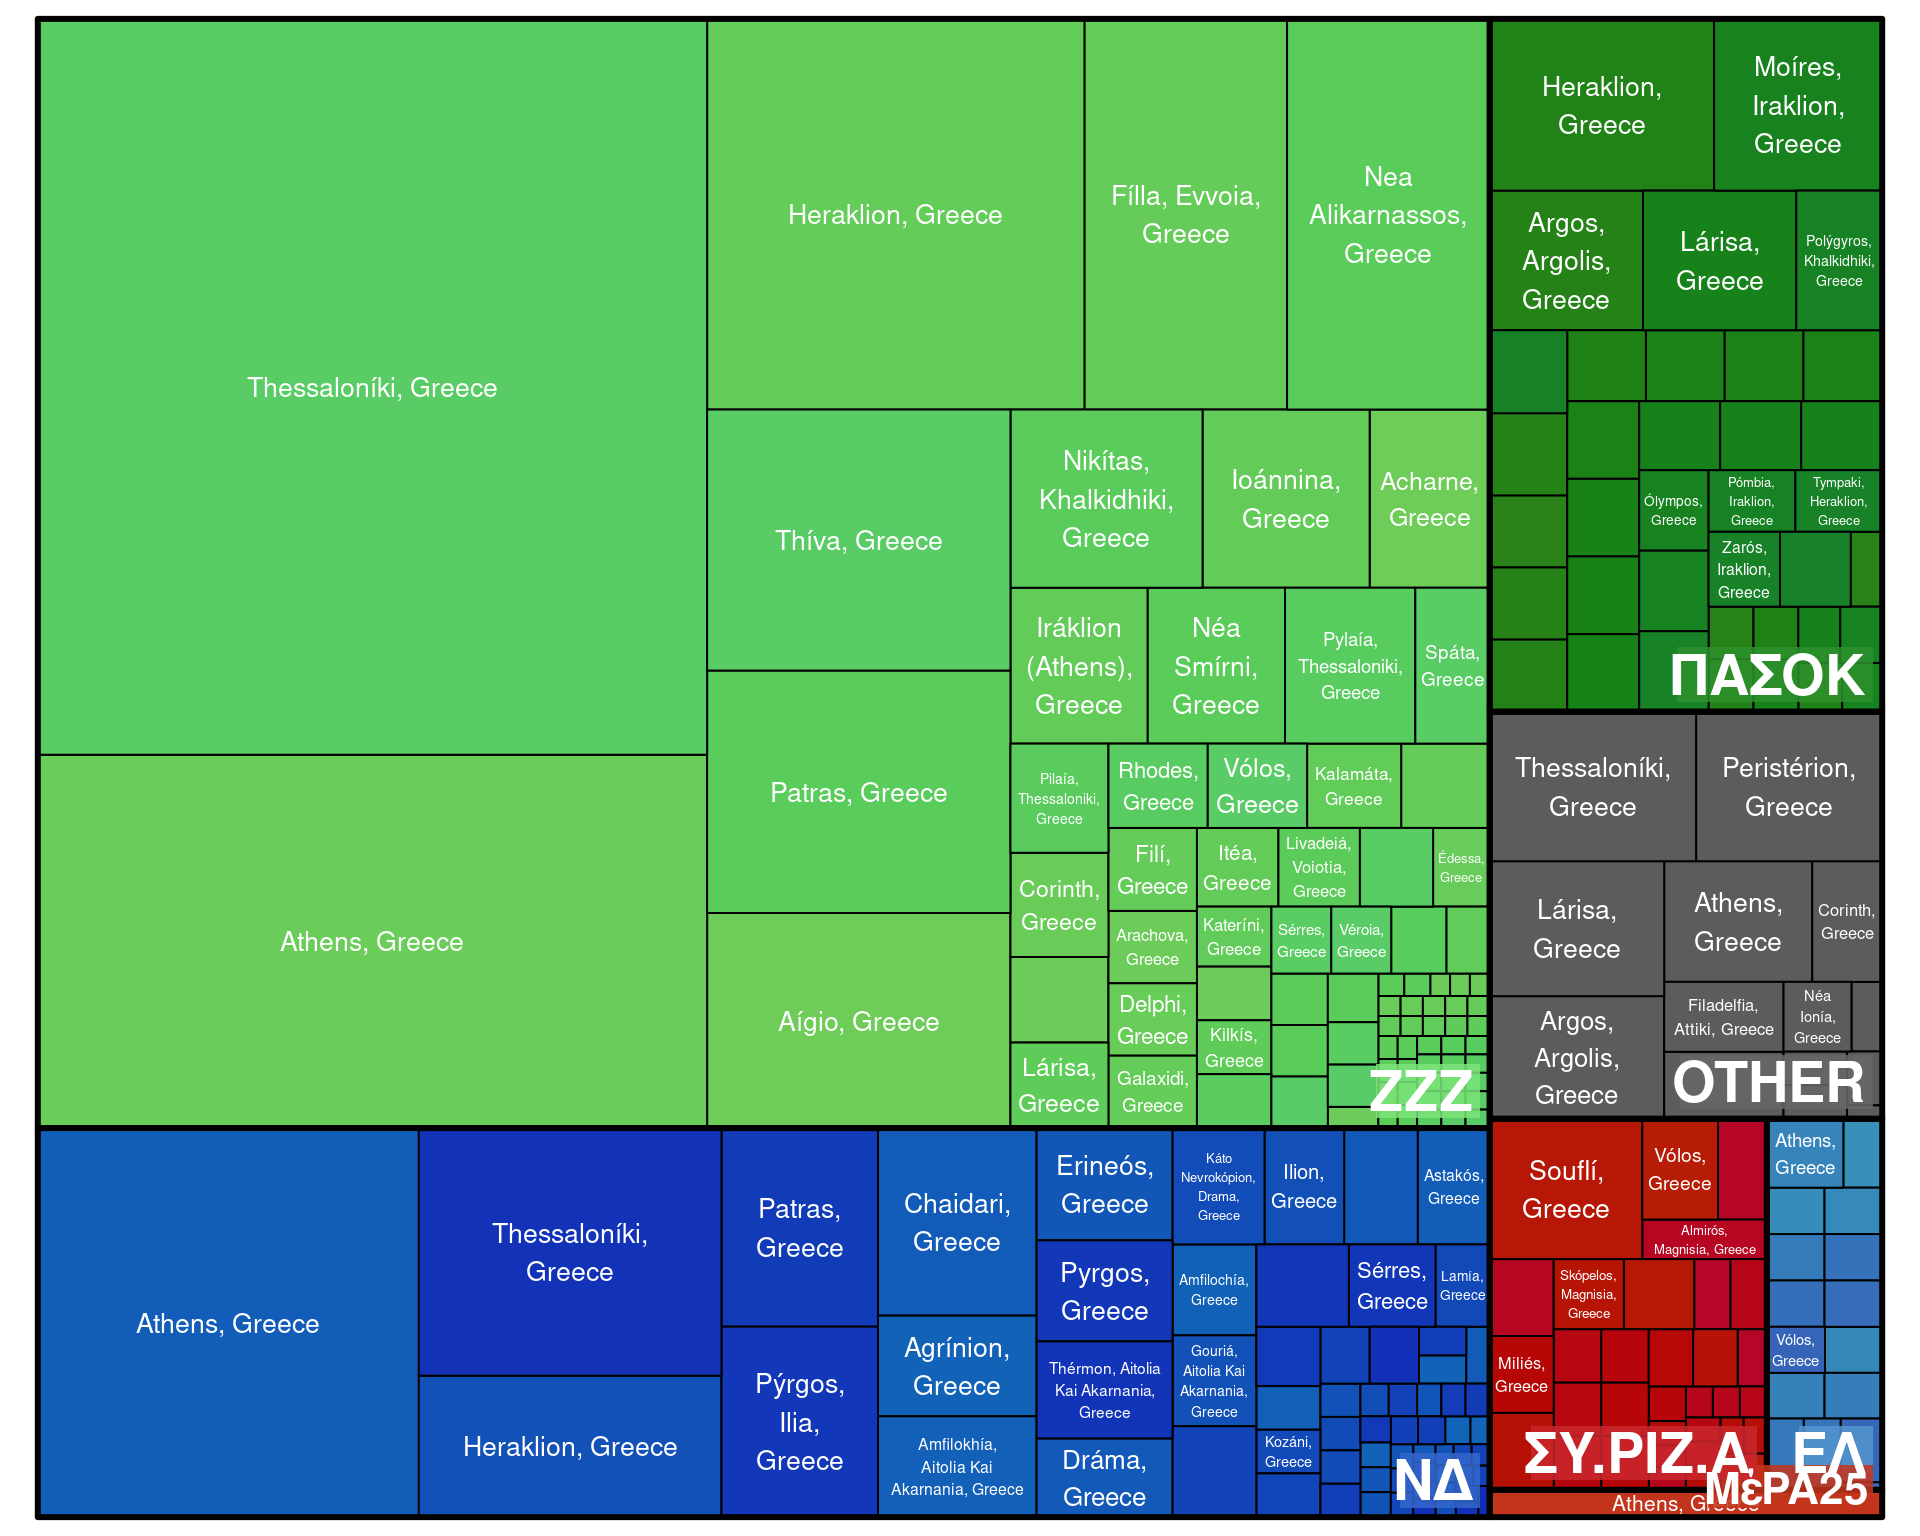 Thessaloníki, Greece
Athens, Greece
Heraklion, Greece
Fílla, Evvoia,
Greece
Nea
Alikarnassos,
Greece
Thíva, Greece
Patras, Greece
Aígio, Greece
Nikítas,
Khalkidhiki,
Greece
Ioánnina,
Greece
Acharne,
Greece
Iráklion
(Athens),
Greece
Néa
Smírni,
Greece
Pylaía,
Thessaloniki,
Greece
Spáta,
Greece
Pilaía,
Thessaloniki,
Greece
Rhodes,
Greece
Vólos,
Greece
Kalamáta,
Greece
Corinth,
Greece
Filí,
Greece
Itéa,
Greece
Livadeiá,
Voiotia,
Greece
Édessa,
Greece
Arachova,
Greece
Kateríni,
Greece
Sérres,
Greece
Véroia,
Greece
Delphi,
Greece
Kilkís,
Greece
Lárisa,
Greece
Galaxidi,
Greece
ZZZ
Heraklion,
Greece
Moíres,
Iraklion,
Greece
Argos,
Argolis,
Greece
Lárisa,
Greece
Polýgyros,
Khalkidhiki,
Greece
Ólympos,
Greece
Pómbia,
Iraklion,
Greece
Tympaki,
Heraklion,
Greece
Zarós,
Iraklion,
Greece
ΠΑΣΟΚ
Thessaloníki,
Greece
Peristérion,
Greece
Lárisa,
Greece
Athens,
Greece
Corinth,
Greece
Argos,
Argolis,
Greece
Filadelfia,
Attiki, Greece
Néa
Ionía,
Greece
OTHER
Athens, Greece
Thessaloníki,
Greece
Heraklion, Greece
Patras,
Greece
Pýrgos,
Ilia,
Greece
Chaidari,
Greece
Agrínion,
Greece
Amfilokhía,
Aitolia Kai
Akarnania, Greece
Erineós,
Greece
Pyrgos,
Greece
Thérmon, Aitolia
Kai Akarnania,
Greece
Dráma,
Greece
Káto
Nevrokópion,
Drama,
Greece
Ilion,
Greece
Astakós,
Greece
Amfilochía,
Greece
Sérres,
Greece
Lamía,
Greece
Gouriá,
Aitolia Kai
Akarnania,
Greece
Kozáni,
Greece
ΝΔ
Souflí,
Greece
Vólos,
Greece
Almirós,
Magnisia, Greece
Skópelos,
Magnisia,
Greece
Miliés,
Greece
ΣΥ.ΡΙΖ.Α.
Athens,
Greece
Vólos,
Greece
ΕΛ
Athens, Greece
ΜέΡΑ25